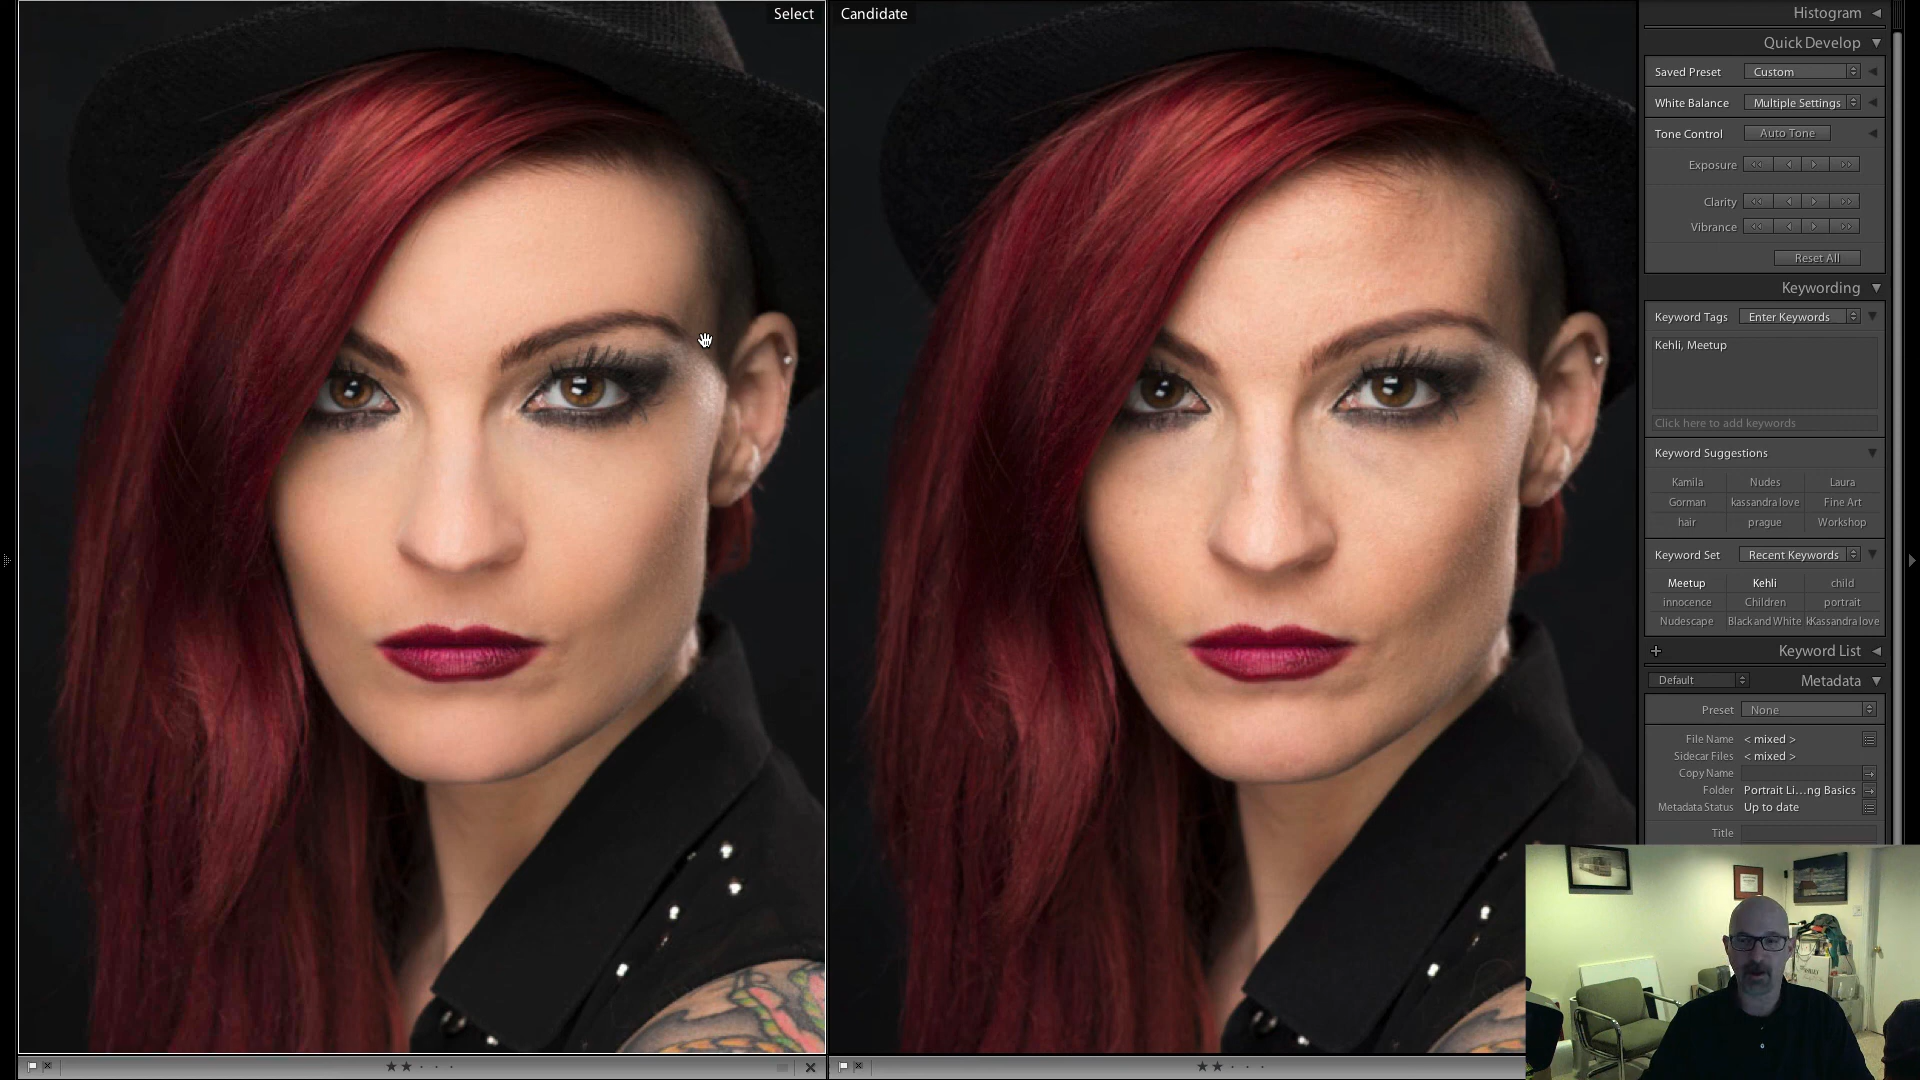 Select
Candidate
Histogram
Quick Develop
Saved Preset Custom
White Balance Multiple Settings
Tone Control Auto Tone
Exposure
Clarity
Vibrance
Reset All
Keywording
Keyword Tags Enter Keywords
Kehli, Meetup
Click here to add keywords
Keyword Suggestions
Kamila Nudes Laura
Gorman kassandra love Fine Art
hair prague Workshop
Keyword Set Recent Keywords
Meetup Kehli child
innocence Children portrait
Nudescape Black and White kKassandra love
+ Keyword List
Default Metadata
Preset None
File Name < mixed >
Sidecar Files < mixed >
Copy Name
Folder Portrait Li...ng Basics
Metadata Status Up to date
Title